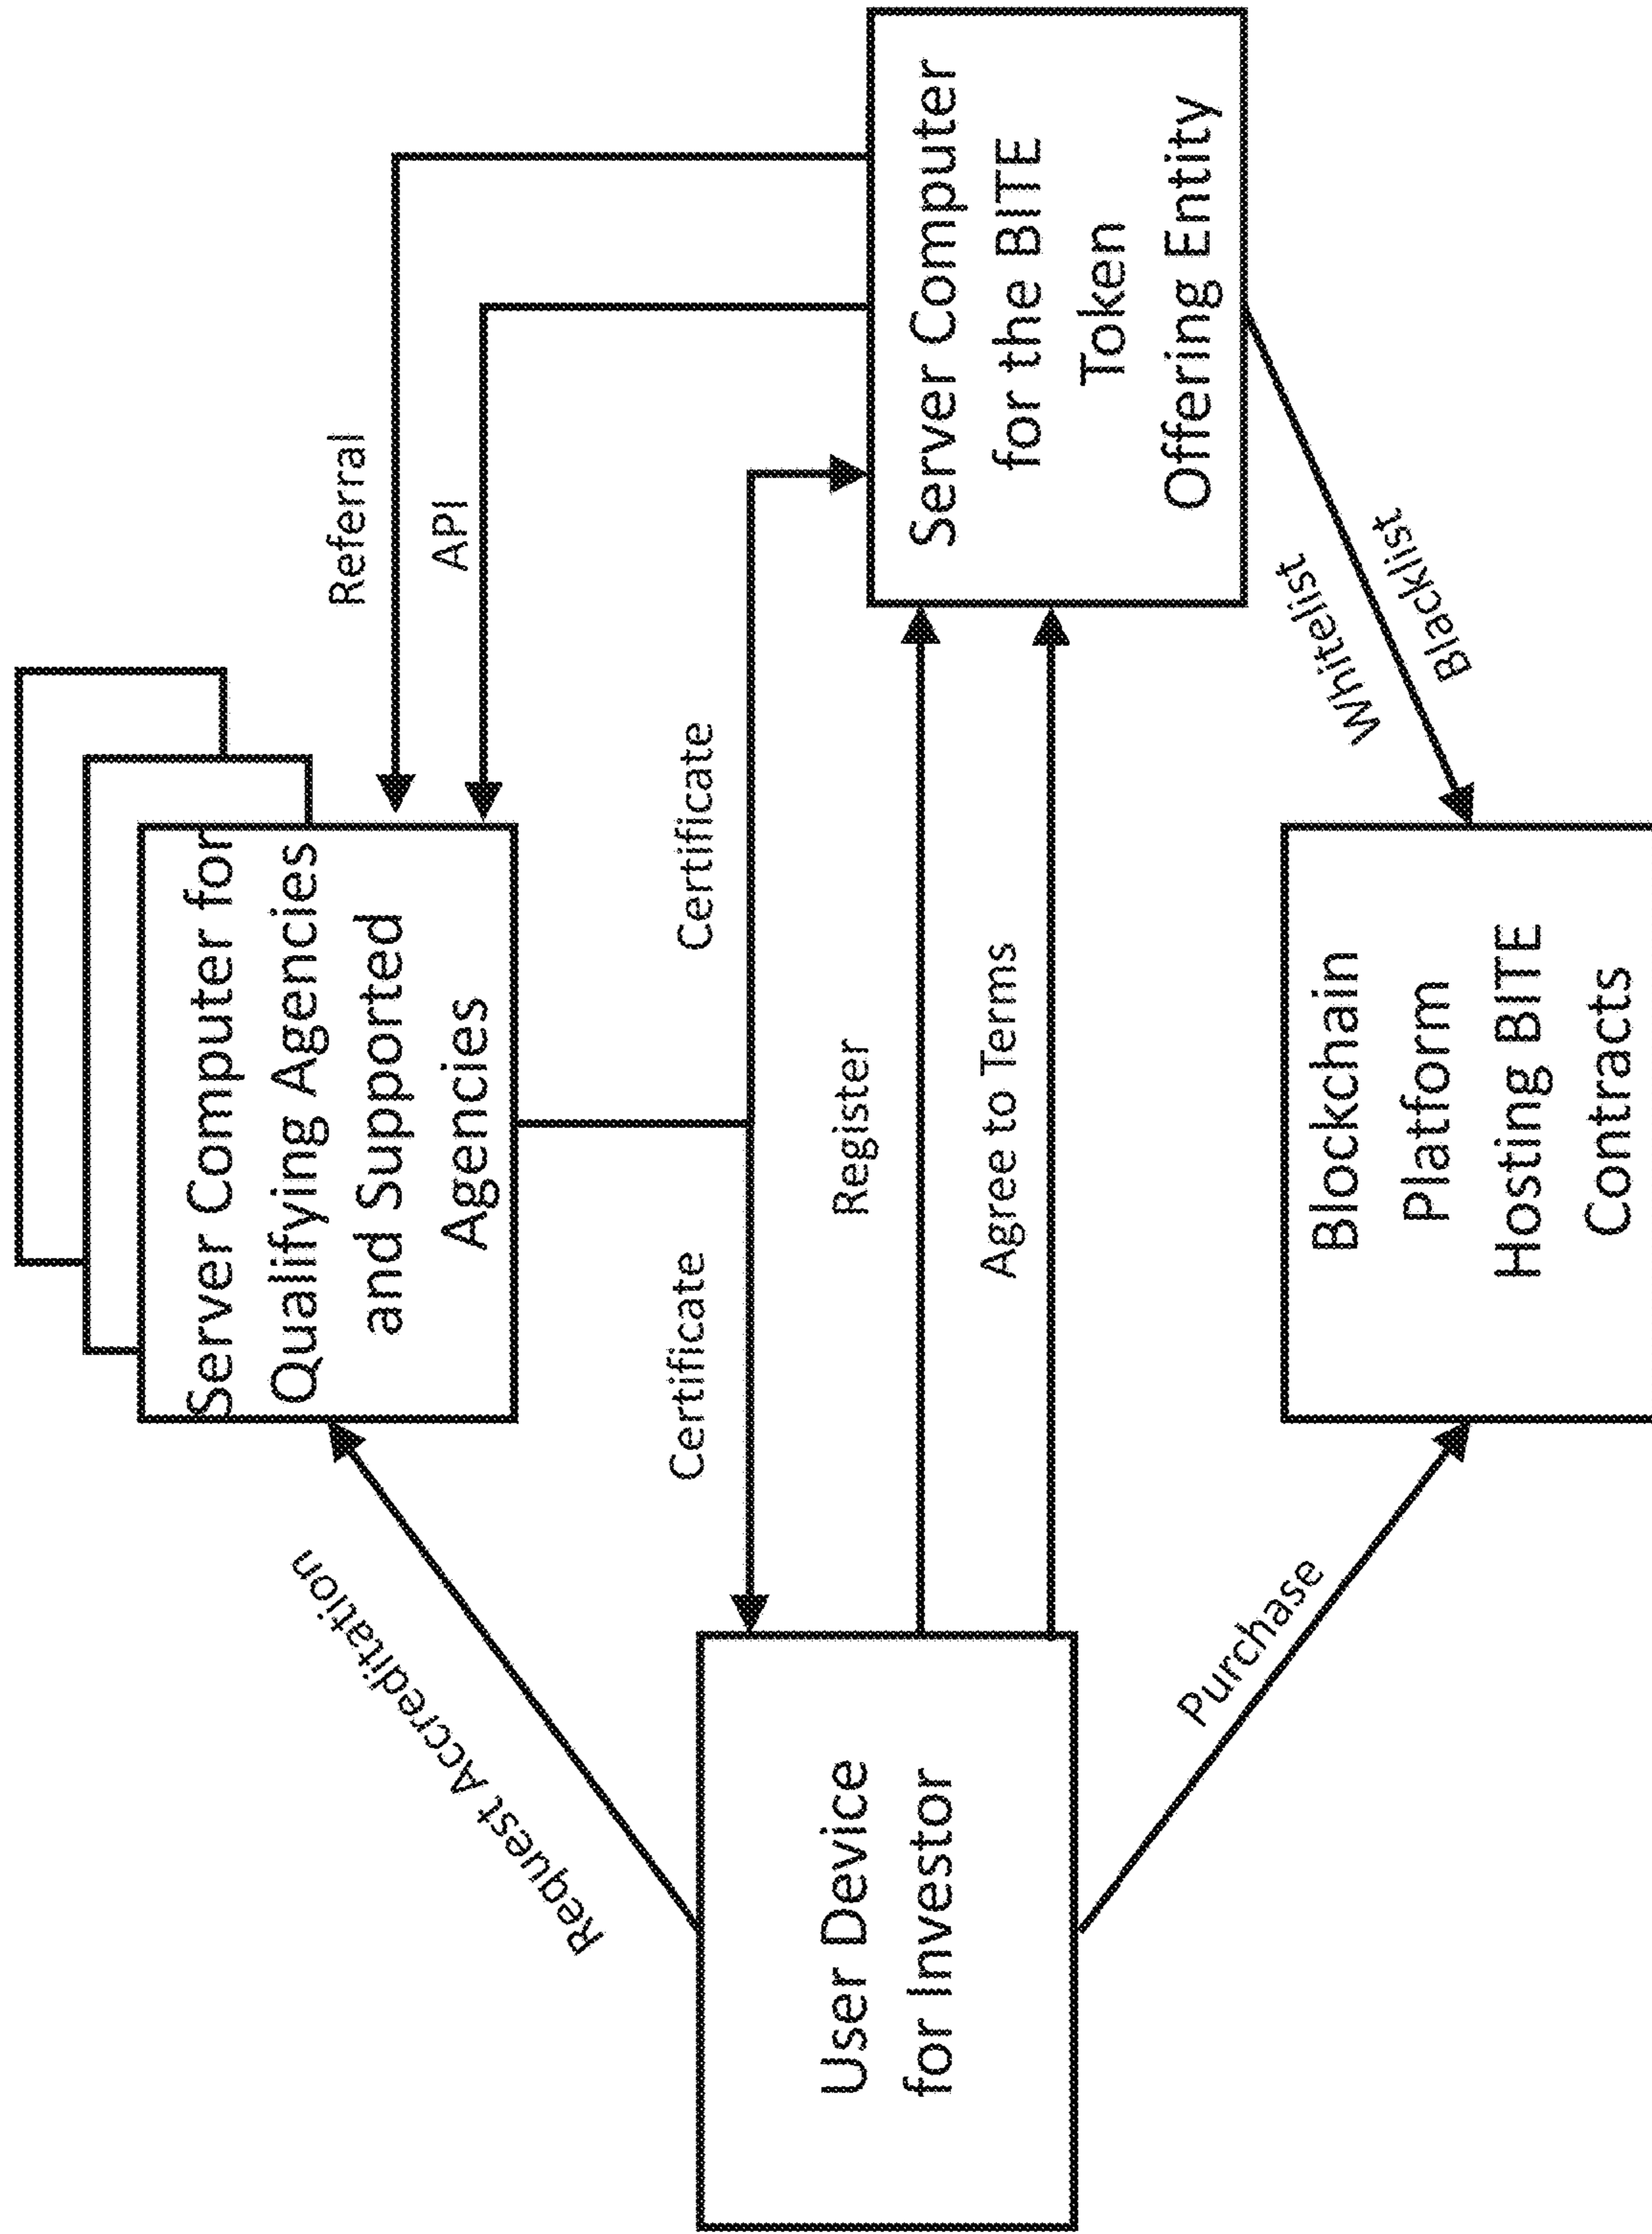 Server Computer for
Quallifying Agencies
and Supported
Agencies
Referral
API
Request Accreditation
Certificate
Certificate
User Device
for Investor
Register
Agree to Terms
Server Computer
for the BITE
Token
Offering Entity
Purchase
Whitelist
Blacklist
Blockchain
Platform
Hosting BITE
Contracts